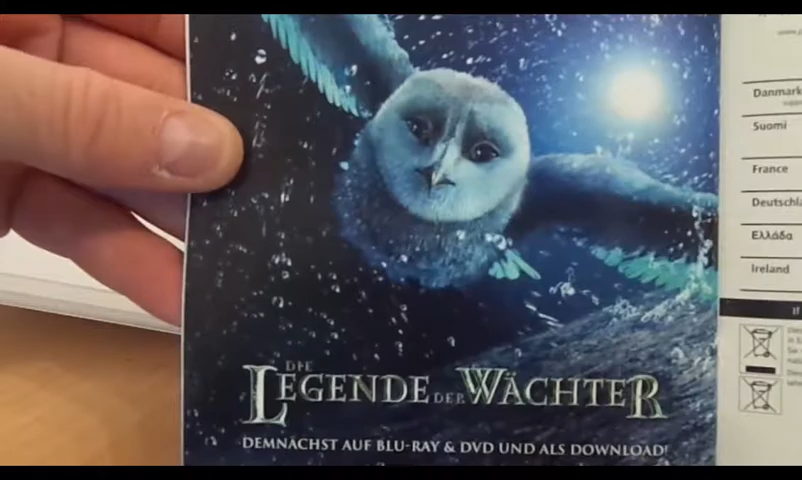 DIE
LEGENDE DER WÄCHTER
DEMNÄCHST AUF BLU-RAY & DVD UND ALS DOWNLOAD!
Danmark
Suomi
France
Deutschla
Ελλάδα
Ireland